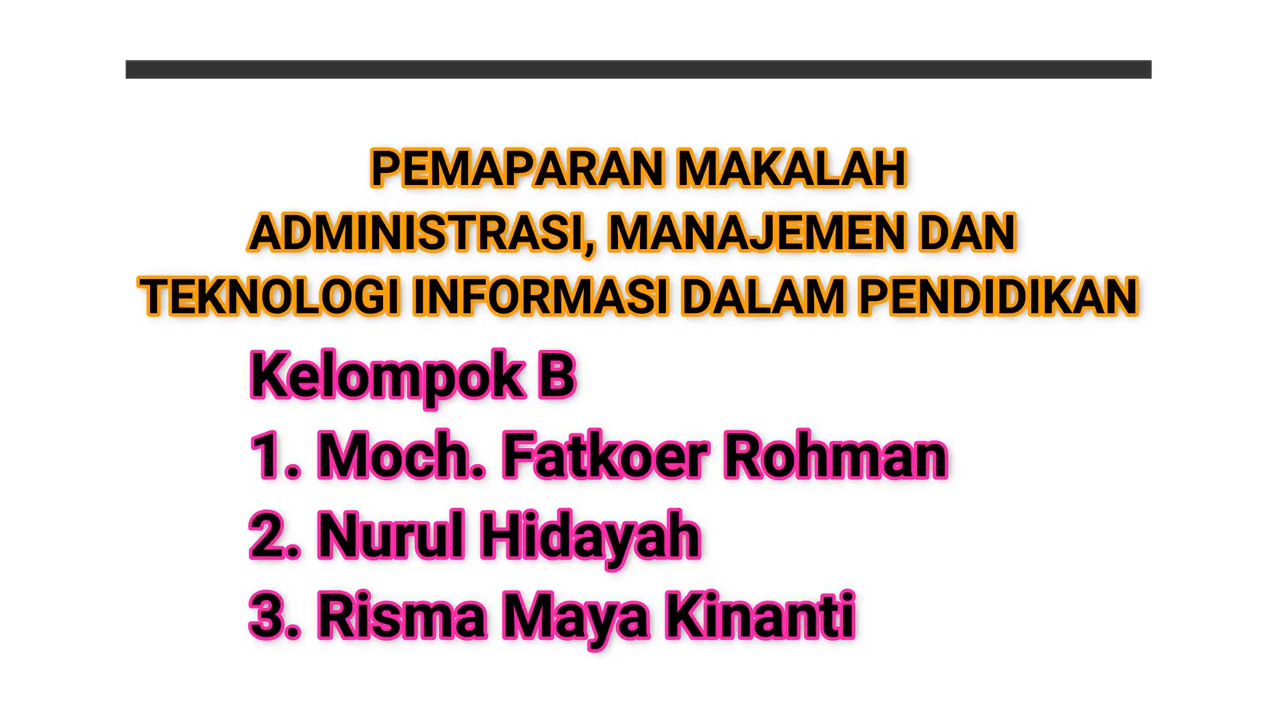 PEMAPARAN MAKALAH
ADMINISTRASI, MANAJEMEN DAN
TEKNOLOGI INFORMASI DALAM PENDIDIKAN
Kelompok B
1. Moch. Fatkoer Rohman
2. Nurul Hidayah
3. Risma Maya Kinanti